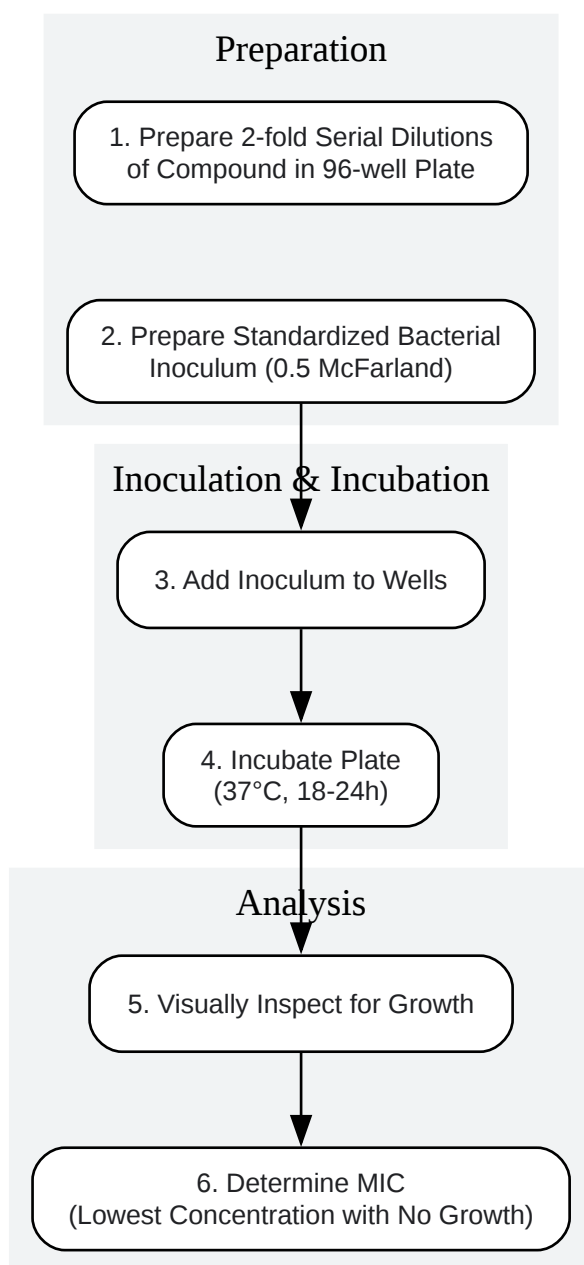 Preparation
1. Prepare 2-fold Serial Dilutions
of Compound in 96-well Plate
2. Prepare Standardized Bacterial
Inoculum (0.5 McFarland)
Inoculation & Incubation
3. Add Inoculum to Wells
4. Incubate Plate
(37°C, 18-24h)
Analysis
5. Visually Inspect for Growth
6. Determine MIC
(Lowest Concentration with No Growth)